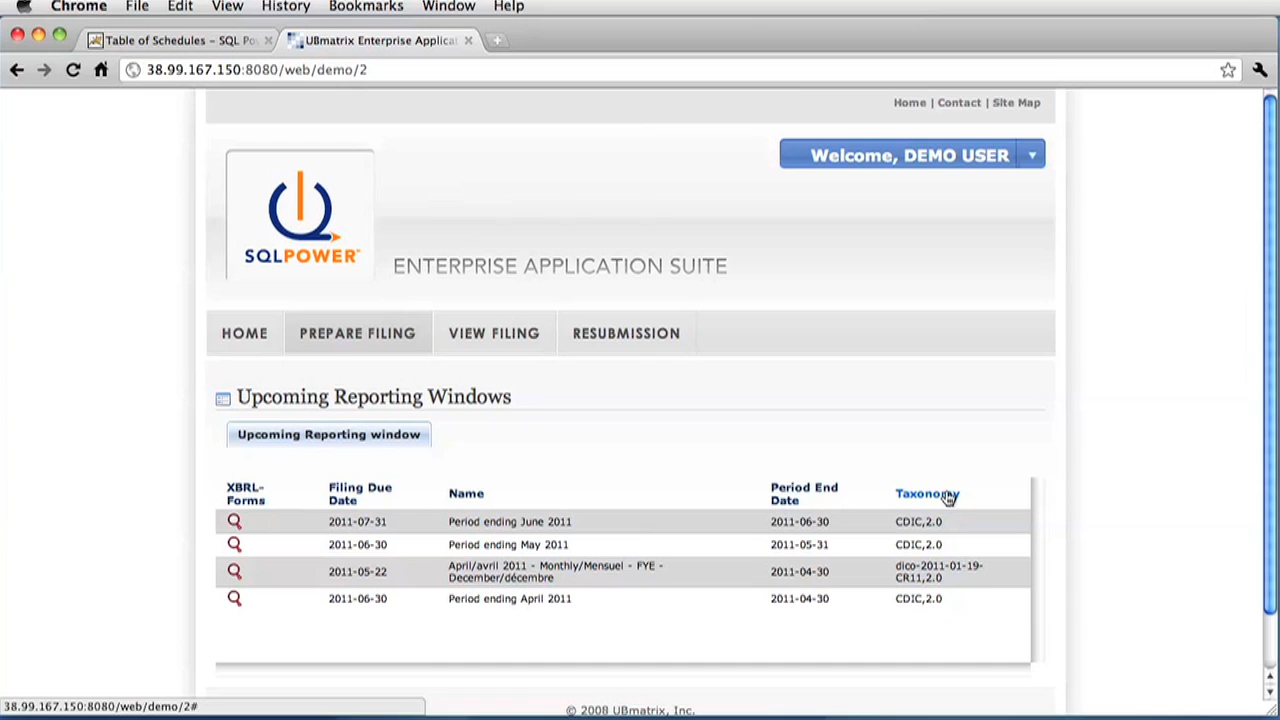 Chrome File Edit View History Bookmarks Window Help
Table of Schedules – SQL Po
UBmatrix Enterprise Applicat
38.99.167.150:8080/web/demo/2
Home | Contact | Site Map
Welcome, DEMO USER
SQLPOWER™
ENTERPRISE APPLICATION SUITE
HOME PREPARE FILING VIEW FILING RESUBMISSION
Upcoming Reporting Windows
Upcoming Reporting window
XBRL-
Forms
Filing Due
Date
Name
Period End
Date
Taxonomy
2011-07-31 Period ending June 2011 2011-06-30 CDIC,2.0
2011-06-30 Period ending May 2011 2011-05-31 CDIC,2.0
2011-05-22
April/avril 2011 - Monthly/Mensuel - FYE -
December/décembre
2011-04-30
dico-2011-01-19-
CR11,2.0
2011-06-30 Period ending April 2011 2011-04-30 CDIC,2.0
38.99.167.150:8080/web/demo/2#
© 2008 UBmatrix, Inc.